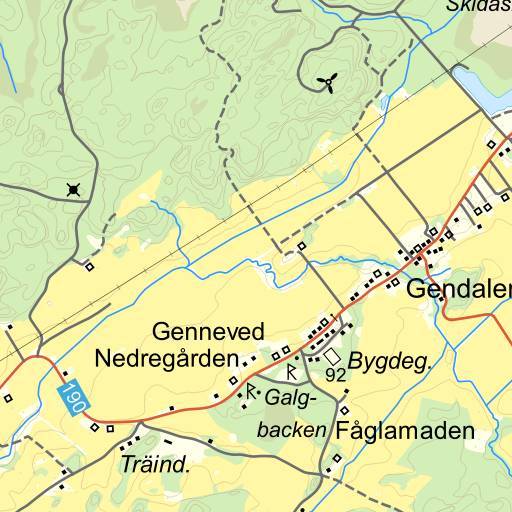 Skidas
Gendalen
Genneved
Nedregården
Bygdeg.
92
190
Galg-
backen
Fåglamaden
Träind.